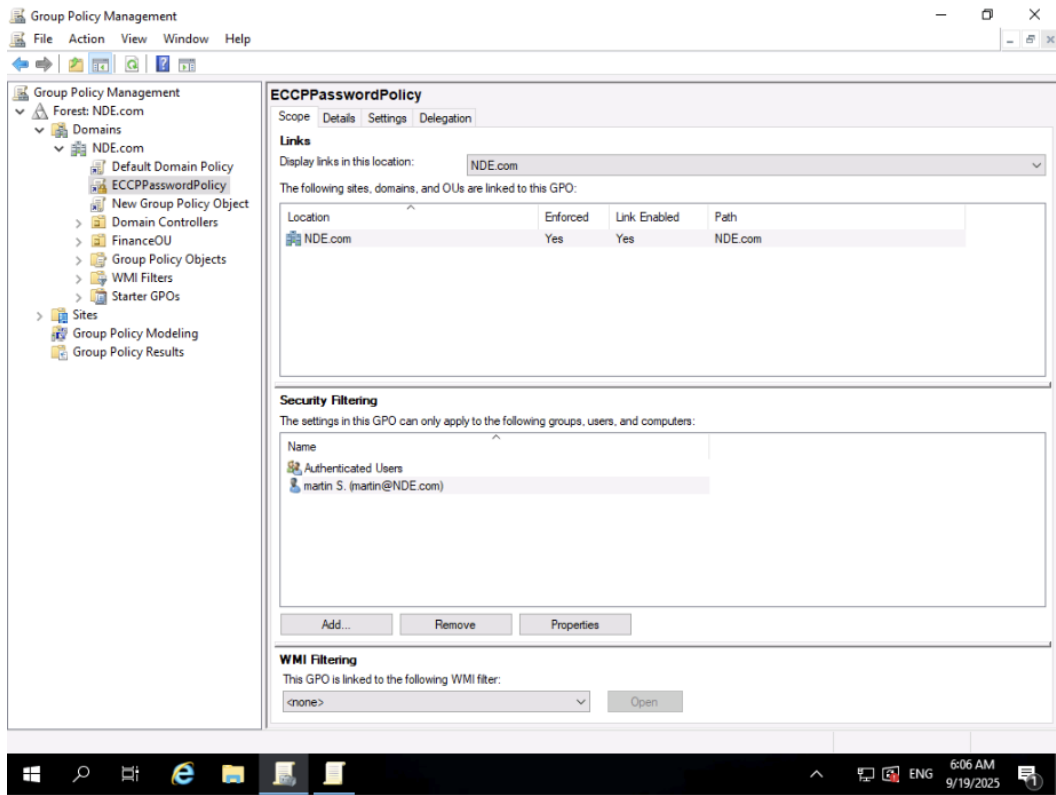 Group Policy Management
File Action View Window Help
Group Policy Management
Forest: NDE.com
Domains
NDE.com
Default Domain Policy
ECCPPasswordPolicy
New Group Policy Object
Domain Controllers
FinanceOU
Group Policy Objects
WMI Filters
Starter GPOs
Sites
Group Policy Modeling
Group Policy Results
ECCPPasswordPolicy
Scope Details Settings Delegation
Links
Display links in this location: NDE.com
The following sites, domains, and OUs are linked to this GPO:
Location Enforced Link Enabled Path
NDE.com Yes Yes NDE.com
Security Filtering
The settings in this GPO can only apply to the following groups, users, and computers:
Name
Authenticated Users
martin S. (martin@NDE.com)
Add... Remove Properties
WMI Filtering
This GPO is linked to the following WMI filter:
<none> Open
ENG 6:06 AM
9/19/2025
1